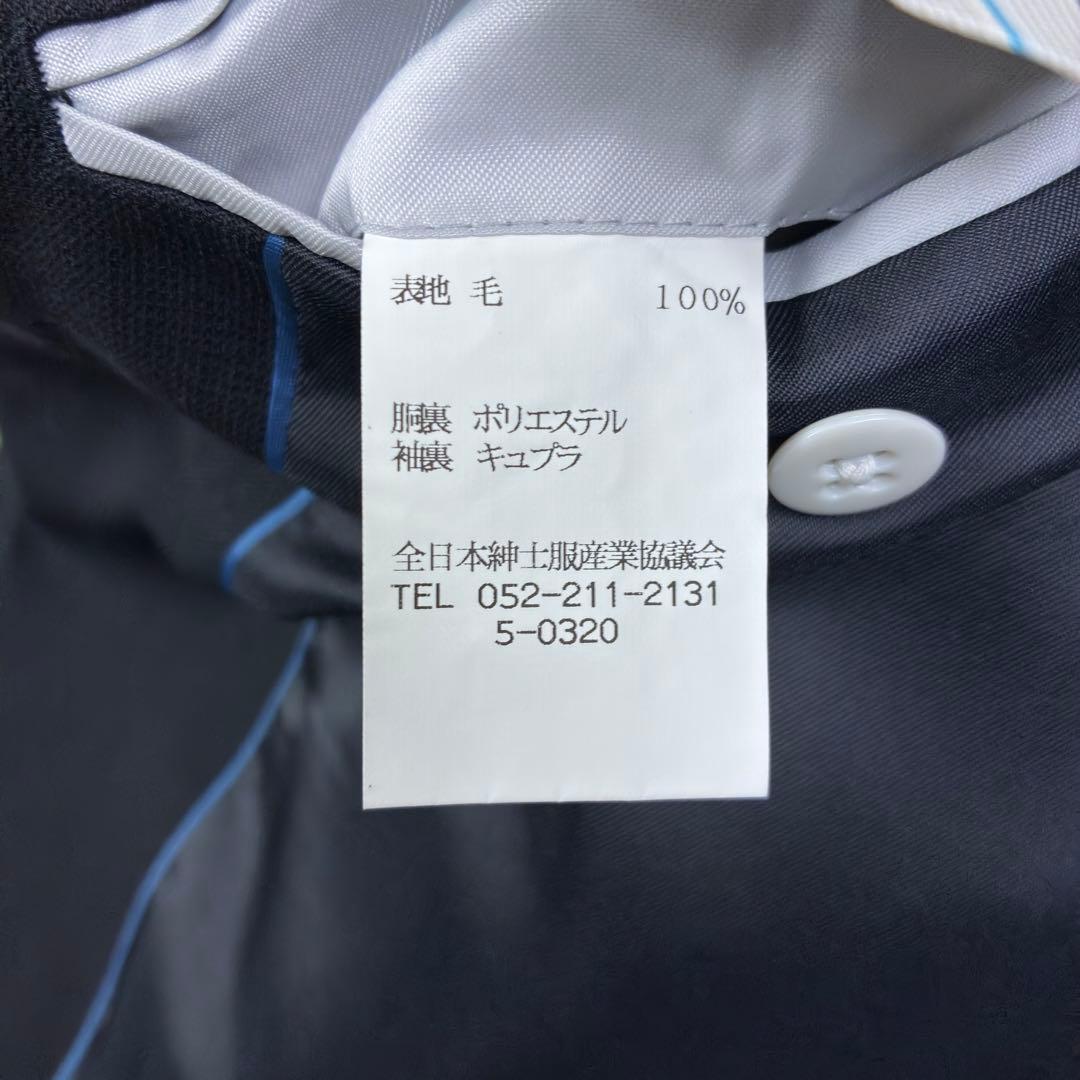 表地 毛 100%
胴裏 ポリエステル
袖裏 キュプラ
全日本紳士服産業協議会
TEL 052-211-2131
5-0320